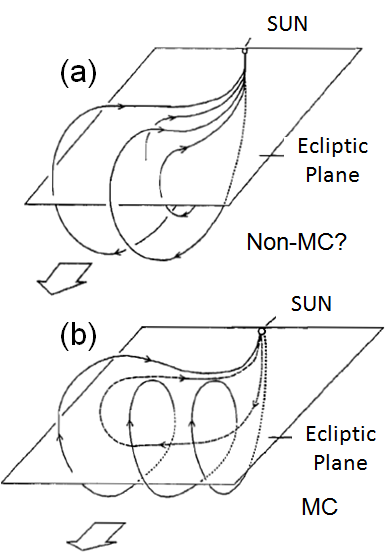 SUN
(a)
Ecliptic
Plane
Non-MC?
SUN
(b)
Ecliptic
Plane
MC